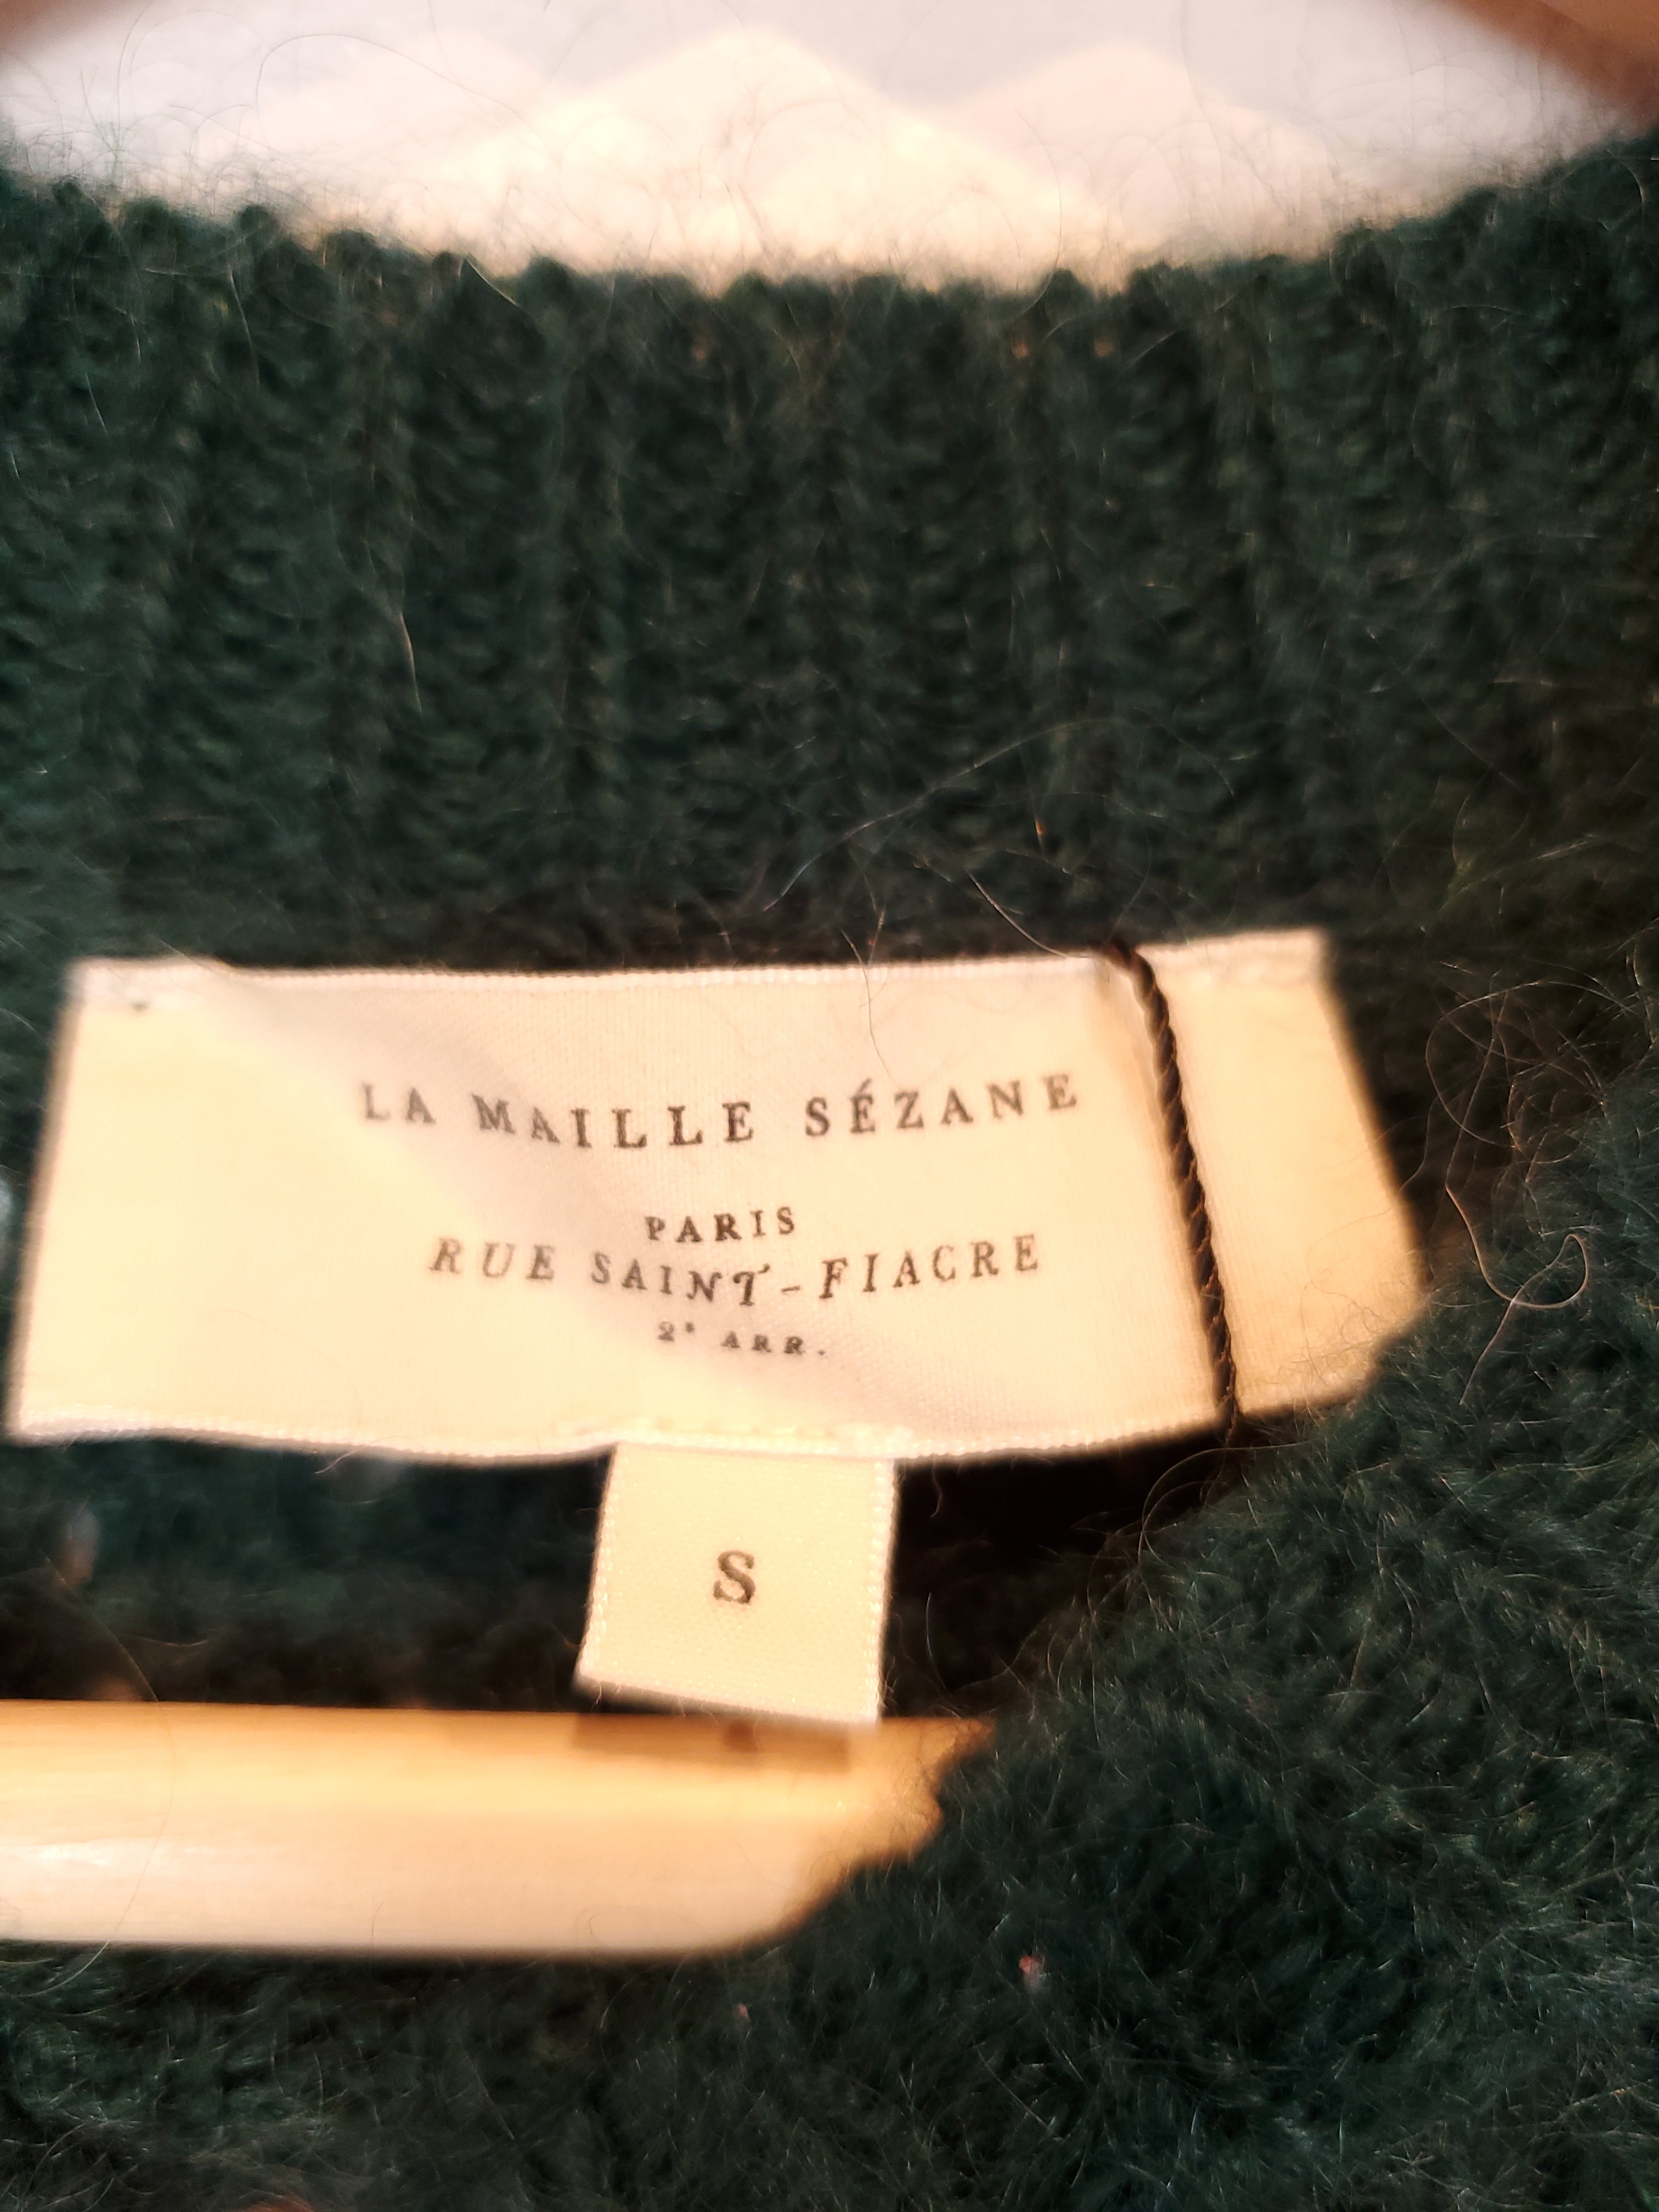 LA MAILLE SÉZANE
PARIS
RUE SAINT-FIACRE
2e ARR.
S